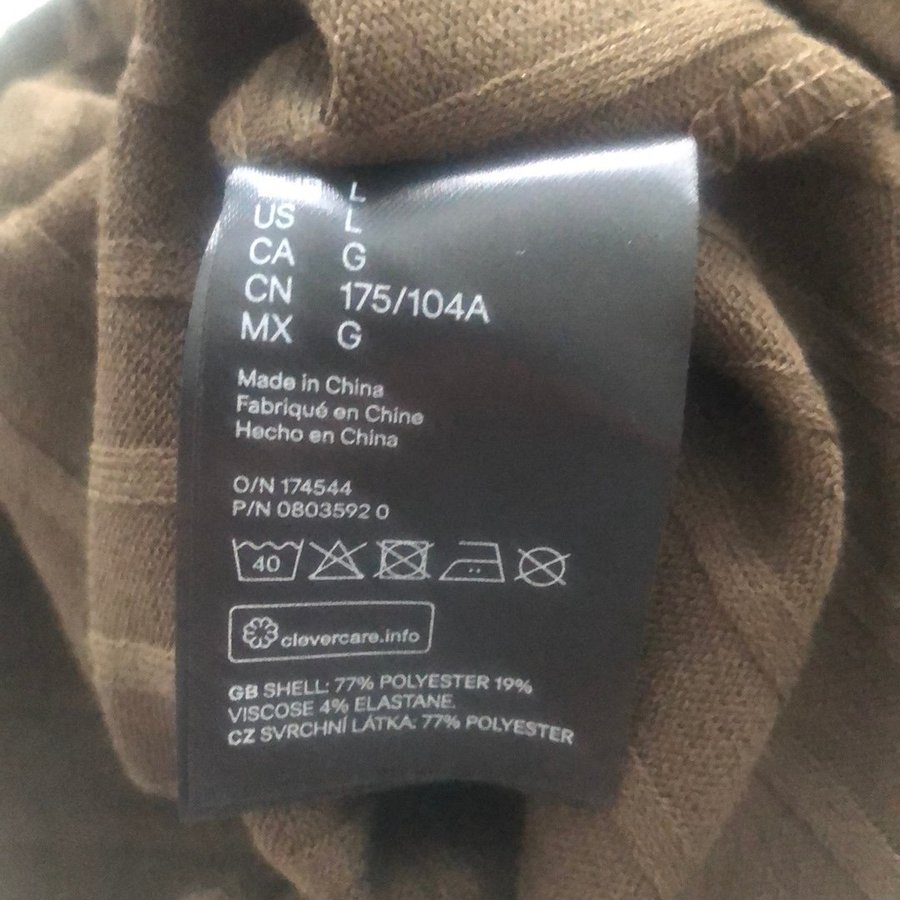 L
US L
CA G
CN 175/104A
MX G
Made in China
Fabriqué en Chine
Hecho en China
O/N 174544
P/N 0803592 0
40
clevercare.info
GB SHELL: 77% POLYESTER 19%
VISCOSE 4% ELASTANE.
CZ SVRCHNÍ LÁTKA: 77% POLYESTER